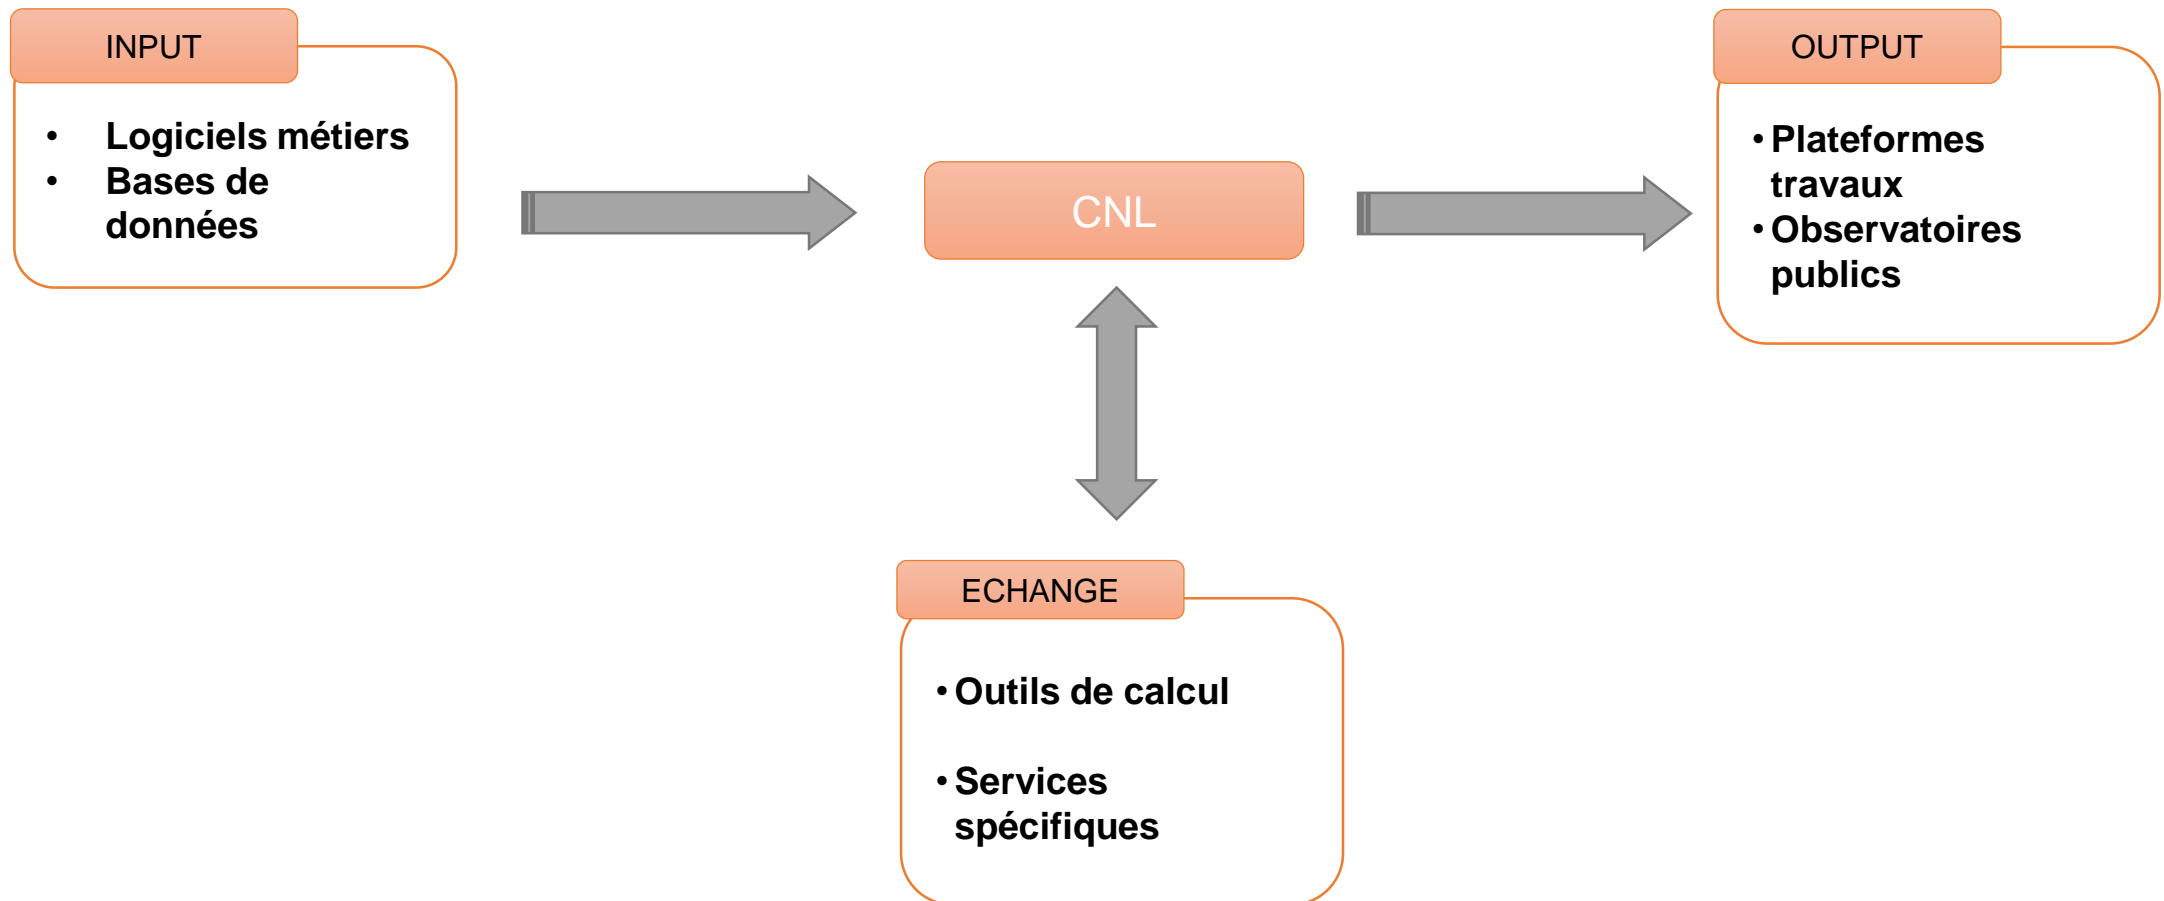 INPUT
• Logiciels métiers
• Bases de
données
CNL
OUTPUT
• Plateformes
travaux
• Observatoires
publics
ECHANGE
• Outils de calcul
• Services
spécifiques